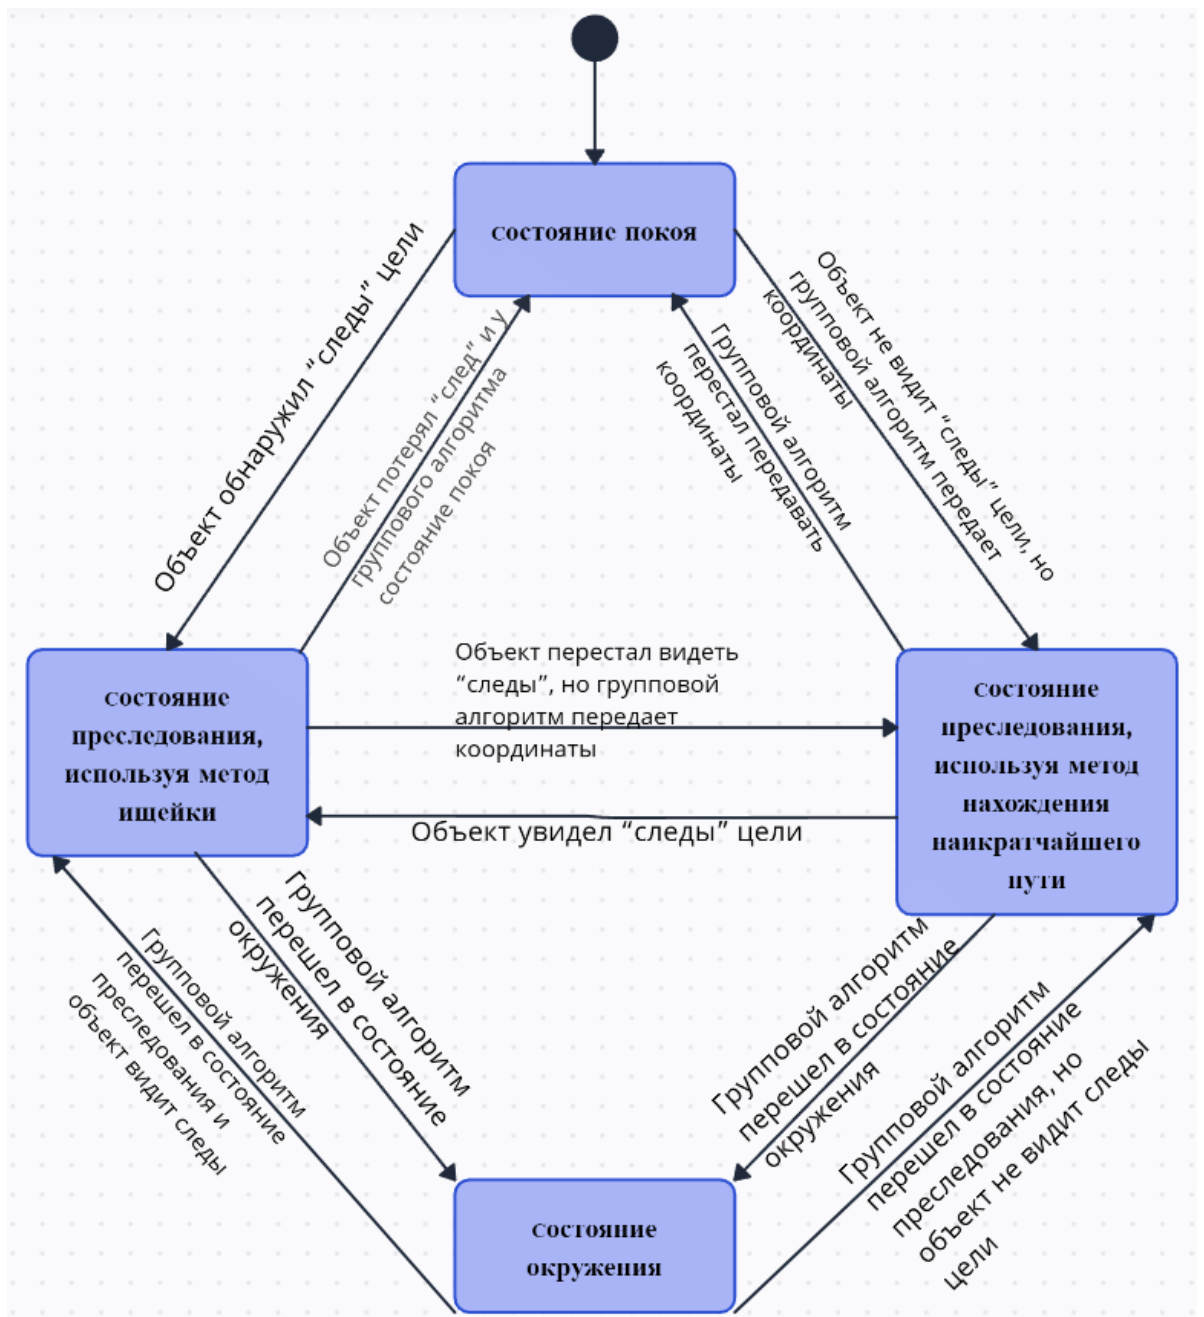 Состояние покоя
Объект обнаружил “следы” цели
Объект потерял “след” и у
группового алгоритма
состояние покоя
Групповой алгоритм
перестал передавать
координаты
Объект не видит “следы” цели, но
групповой алгоритм передает
координаты
Состояние
преследования,
используя метод
ищейки
Объект перестал видеть
“следы”, но групповой
алгоритм передает
координаты
Объект увидел “следы” цели
Состояние
преследования,
используя метод
нахождения
наикратчайшего
пути
Групповой алгоритм
перешел в состояние
преследования и
объект видит следы
Групповой алгоритм
перешел в состояние
окружения
Групповой алгоритм
перешел в состояние
окружения
Групповой алгоритм
перешел в состояние
преследования, но
объект не видит следы
цели
Состояние
окружения